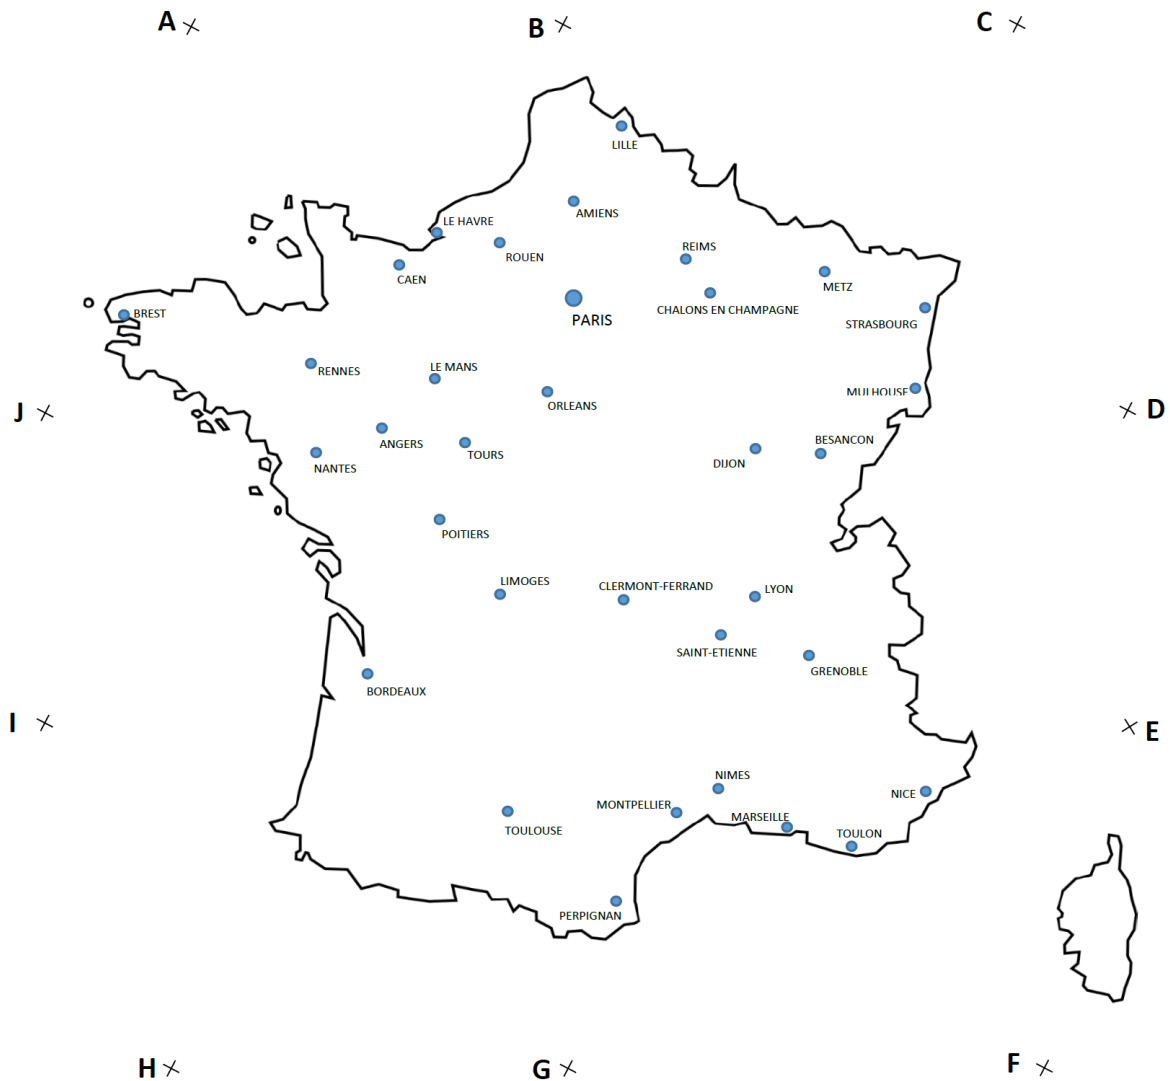 A
B
C
LILLE
AMIENS
LE HAVRE
ROUEN
REIMS
CAEN
METZ
CHALONS EN CHAMPAGNE
BREST
PARIS
STRASBOURG
RENNES
LE MANS
MULHOUSE
ORLEANS
J
D
ANGERS
BESANCON
TOURS
DIJON
NANTES
POITIERS
LIMOGES
CLERMONT-FERRAND
LYON
SAINT-ETIENNE
GRENOBLE
BORDEAUX
I
E
NIMES
NICE
MONTPELLIER
MARSEILLE
TOULOUSE
TOULON
PERPIGNAN
H
G
F